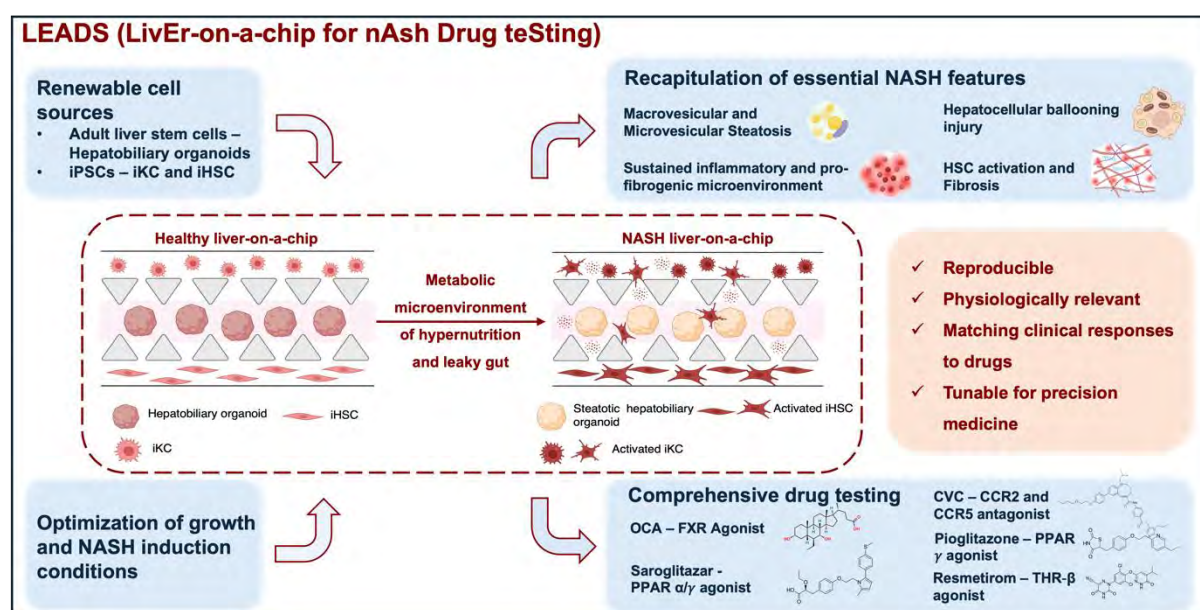 LEADS (LivEr-on-a-chip for nAsh Drug teSting)
Renewable cell
sources
• Adult liver stem cells –
Hepatobiliary organoids
• iPSCs – iKC and iHSC
Recapitulation of essential NASH features
Macrovesicular and
Microvesicular Steatosis
Hepatocellular ballooning
injury
Sustained inflammatory and pro-
fibrogenic microenvironment
HSC activation and
Fibrosis
Healthy liver-on-a-chip
Hepatobiliary organoid
iHSC
iKC
Metabolic
microenvironment
of hypernutrition
and leaky gut
NASH liver-on-a-chip
Steatotic hepatobiliary
organoid
Activated iHSC
Activated iKC
✓ Reproducible
✓ Physiologically relevant
✓ Matching clinical responses
to drugs
✓ Tunable for precision
medicine
Optimization of growth
and NASH induction
conditions
Comprehensive drug testing
OCA – FXR Agonist
Saroglitazar -
PPAR α/γ agonist
CVC – CCR2 and
CCR5 antagonist
Pioglitazone – PPAR
γ agonist
Resmetirom – THR-β
agonist